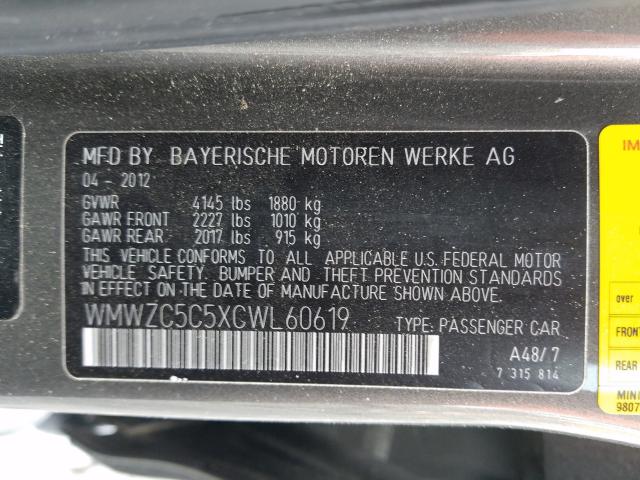 MFD BY BAYERISCHE MOTOREN WERKE AG
04 - 2012
GVWR 4145 lbs 1880 kg
GAWR FRONT 2227 lbs 1010 kg
GAWR REAR 2017 lbs 915 kg
THIS VEHICLE CONFORMS TO ALL APPLICABLE U.S. FEDERAL MOTOR
VEHICLE SAFETY, BUMPER AND THEFT PREVENTION STANDARDS
IN EFFECT ON THE DATE OF MANUFACTURE SHOWN ABOVE.
WMWZC5C5XCWL60619 TYPE: PASSENGER CAR
A48/7
7 315 814
IM
over
FRONT
REAR
MINI
9807